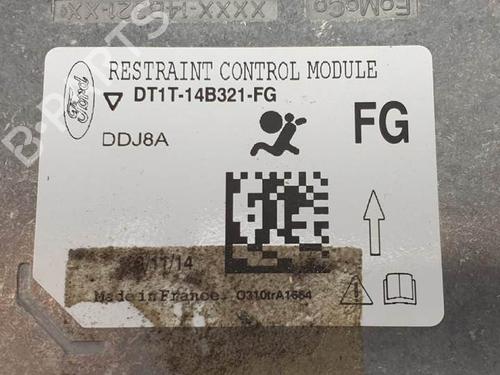 XXXX-14B321-XX
FoMoCo
Ford
RESTRAINT CONTROL MODULE
DT1T-14B321-FG
DDJ8A
FG
/11/14
Made in France.
B-PARTS